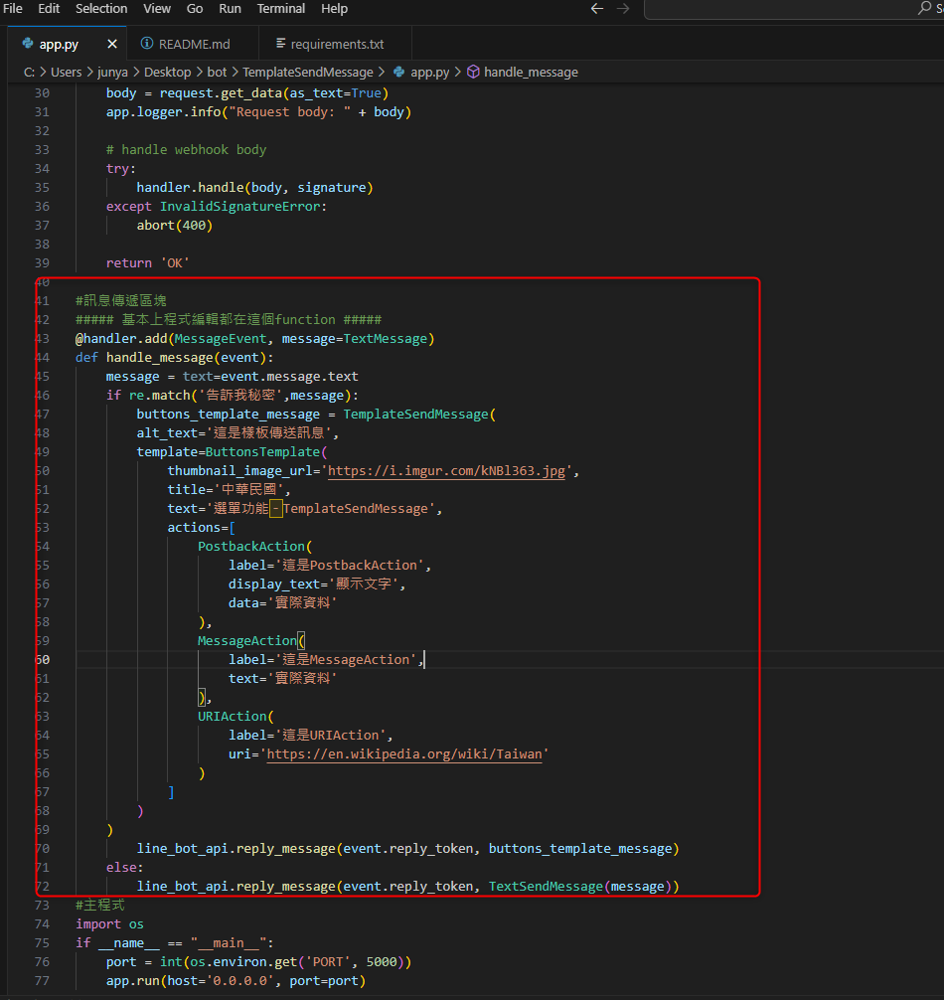 File Edit Selection View Go Run Terminal Help
app.py README.md requirements.txt
C: > Users > junya > Desktop > bot > TemplateSendMessage > app.py > handle_message
30 body = request.get_data(as_text=True)
31 app.logger.info("Request body: " + body)
32
33 # handle webhook body
34 try:
35 handler.handle(body, signature)
36 except InvalidSignatureError:
37 abort(400)
38
39 return 'OK'
40
41 #訊息傳遞區塊
42 ##### 基本上程式編輯都在這個function #####
43 @handler.add(MessageEvent, message=TextMessage)
44 def handle_message(event):
45 message = text=event.message.text
46 if re.match('告訴我秘密',message):
47 buttons_template_message = TemplateSendMessage(
48 alt_text='這是樣板傳送訊息',
49 template=ButtonsTemplate(
50 thumbnail_image_url='https://i.imgur.com/kNBl363.jpg',
51 title='中華民國',
52 text='選單功能-TemplateSendMessage',
53 actions=[
54 PostbackAction(
55 label='這是PostbackAction',
56 display_text='顯示文字',
57 data='實際資料'
58 ),
59 MessageAction(
60 label='這是MessageAction',
61 text='實際資料'
62 ),
63 URIAction(
64 label='這是URIAction',
65 uri='https://en.wikipedia.org/wiki/Taiwan'
66 )
67 ]
68 )
69 )
70 line_bot_api.reply_message(event.reply_token, buttons_template_message)
71 else:
72 line_bot_api.reply_message(event.reply_token, TextSendMessage(message))
73 #主程式
74 import os
75 if __name__ == "__main__":
76 port = int(os.environ.get('PORT', 5000))
77 app.run(host='0.0.0.0', port=port)